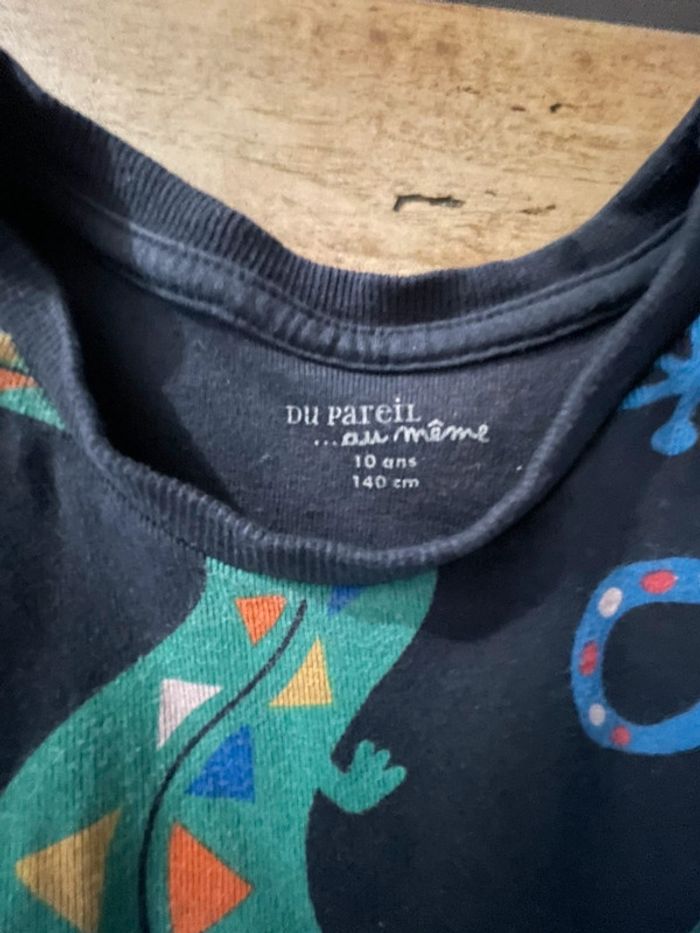 DU PAREIL
...au même
10 ans
140 cm